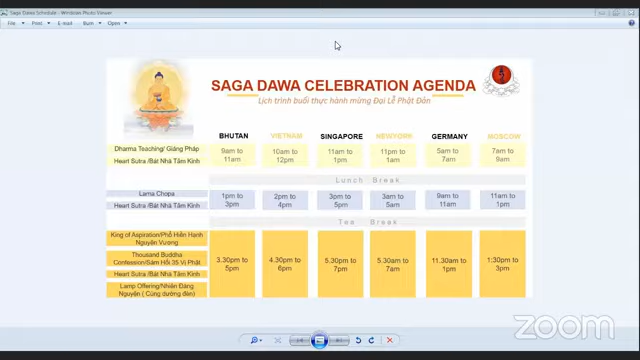 Saga Dawa Schedule - Windows Photo Viewer
File Print E-mail Burn Open
SAGA DAWA CELEBRATION AGENDA
Lịch trình buổi thực hành mừng Đại Lễ Phật Đản
BHUTAN VIETNAM SINGAPORE NEWYORK GERMANY MOSCOW
Dharma Teaching/ Giảng Pháp
Heart Sutra /Bát Nhã Tâm Kinh
9am to 11am
10am to 12pm
11am to 1pm
11pm to 1am
5am to 7am
7am to 9am
Lunch Break
Lama Chopa
Heart Sutra /Bát Nhã Tâm Kinh
1pm to 3pm
2pm to 4pm
3pm to 5pm
3am to 5am
9am to 11am
11am to 1pm
Tea Break
King of Aspiration/Phổ Hiền Hạnh
Nguyện Vương
Thousand Buddha
Confession/Sám Hối 35 Vị Phật
Heart Sutra /Bát Nhã Tâm Kinh
Lamp Offering/Nhiên Đăng
Nguyện ( Cúng dường đèn)
3.30pm to 5pm
4.30pm to 6pm
5.30pm to 7pm
5.30am to 7am
11.30am to 1pm
1:30pm to 3pm
zoom